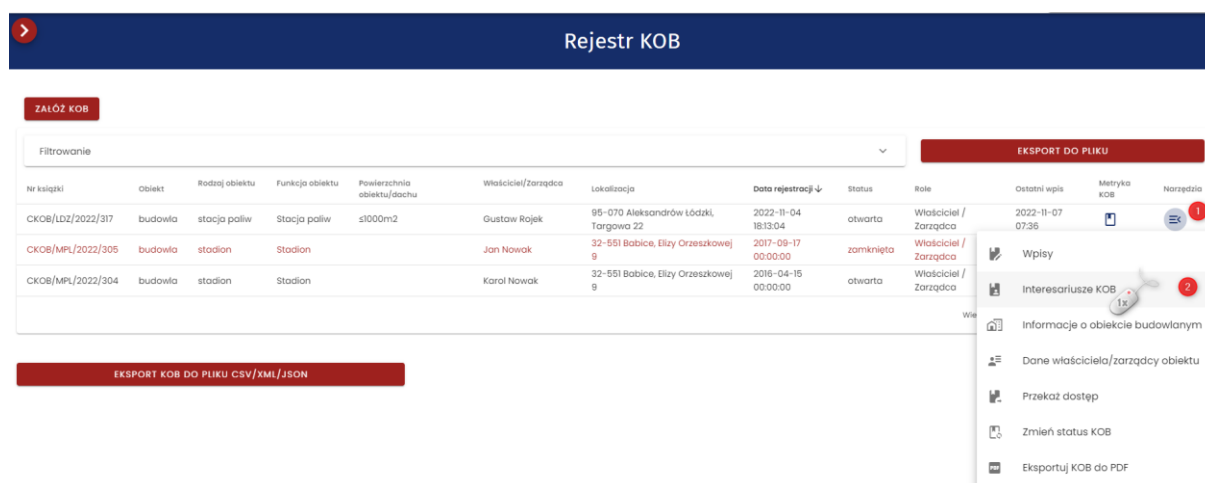 Rejestr KOB
ZAŁÓŻ KOB
Filtrowanie
EKSPORT DO PLIKU
Nr książki Obiekt Rodzaj obiektu Funkcja obiektu Powierzchnia obiektu/dachu Właściciel/Zarządca Lokalizacja Data rejestracji Status Role Ostatni wpis Metryka KOB Narzędzia
CKOB/LDZ/2022/317 budowla stacja paliw Stacja paliw ≤1000m2 Gustaw Rojek 95-070 Aleksandrów Łódzki, Targowa 22 2022-11-04 18:13:04 otwarta Właściciel / Zarządca 2022-11-07 07:36 1
CKOB/MPL/2022/305 budowla stadion Stadion Jan Nowak 32-551 Babice, Elizy Orzeszkowej 9 2017-09-17 00:00:00 zamknięta Właściciel / Zarządca
CKOB/MPL/2022/304 budowla stadion Stadion Karol Nowak 32-551 Babice, Elizy Orzeszkowej 9 2016-04-15 00:00:00 otwarta Właściciel / Zarządca
Wie
Wpisy
Interesariusze KOB 2
1x
Informacje o obiekcie budowlanym
Dane właściciela/zarządcy obiektu
Przekaż dostęp
Zmień status KOB
PDF Eksportuj KOB do PDF
EKSPORT KOB DO PLIKU CSV/XML/JSON